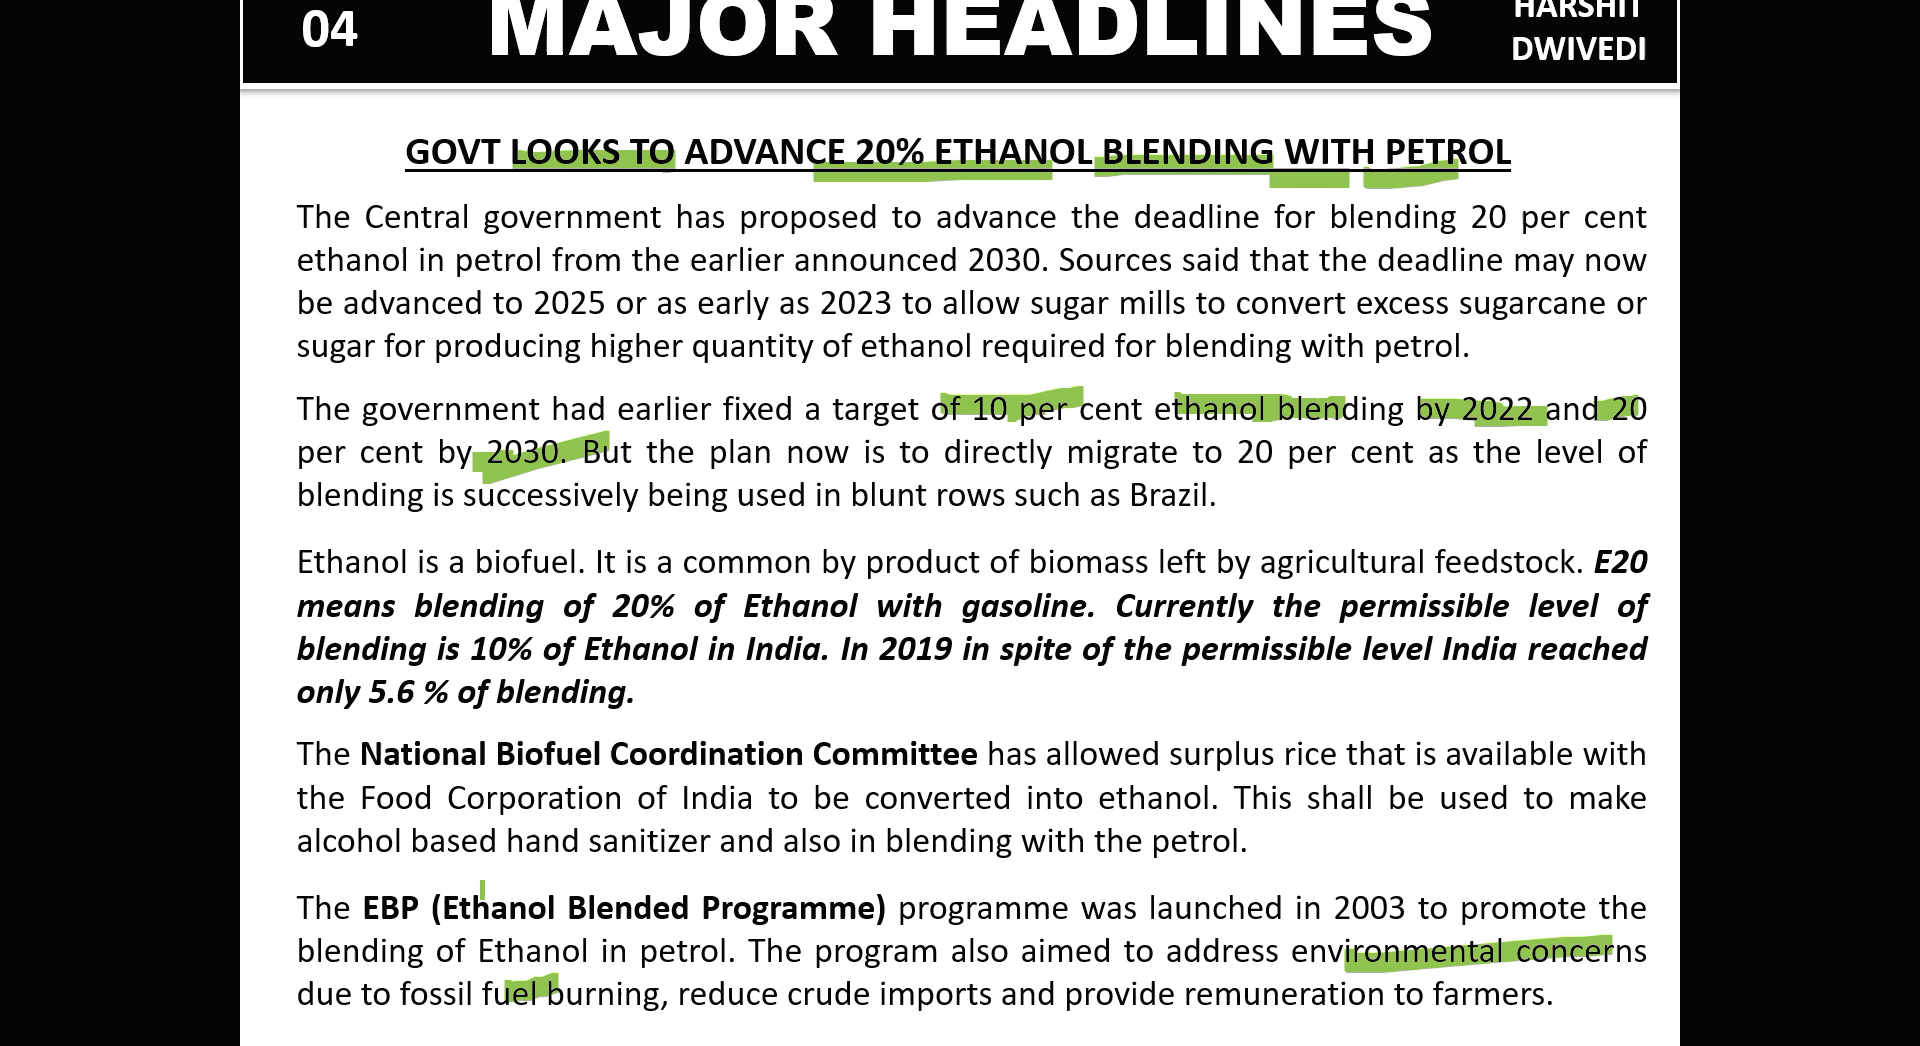 04
MAJOR HEADLINES
HARSHIT
DWIVEDI
GOVT LOOKS TO ADVANCE 20% ETHANOL BLENDING WITH PETROL
The Central government has proposed to advance the deadline for blending 20 per cent
ethanol in petrol from the earlier announced 2030. Sources said that the deadline may now
be advanced to 2025 or as early as 2023 to allow sugar mills to convert excess sugarcane or
sugar for producing higher quantity of ethanol required for blending with petrol.
The government had earlier fixed a target of 10 per cent ethanol blending by 2022 and 20
per cent by 2030. But the plan now is to directly migrate to 20 per cent as the level of
blending is successively being used in blunt rows such as Brazil.
Ethanol is a biofuel. It is a common by product of biomass left by agricultural feedstock. E20
means blending of 20% of Ethanol with gasoline. Currently the permissible level of
blending is 10% of Ethanol in India. In 2019 in spite of the permissible level India reached
only 5.6 % of blending.
The National Biofuel Coordination Committee has allowed surplus rice that is available with
the Food Corporation of India to be converted into ethanol. This shall be used to make
alcohol based hand sanitizer and also in blending with the petrol.
The EBP (Ethanol Blended Programme) programme was launched in 2003 to promote the
blending of Ethanol in petrol. The program also aimed to address environmental concerns
due to fossil fuel burning, reduce crude imports and provide remuneration to farmers.